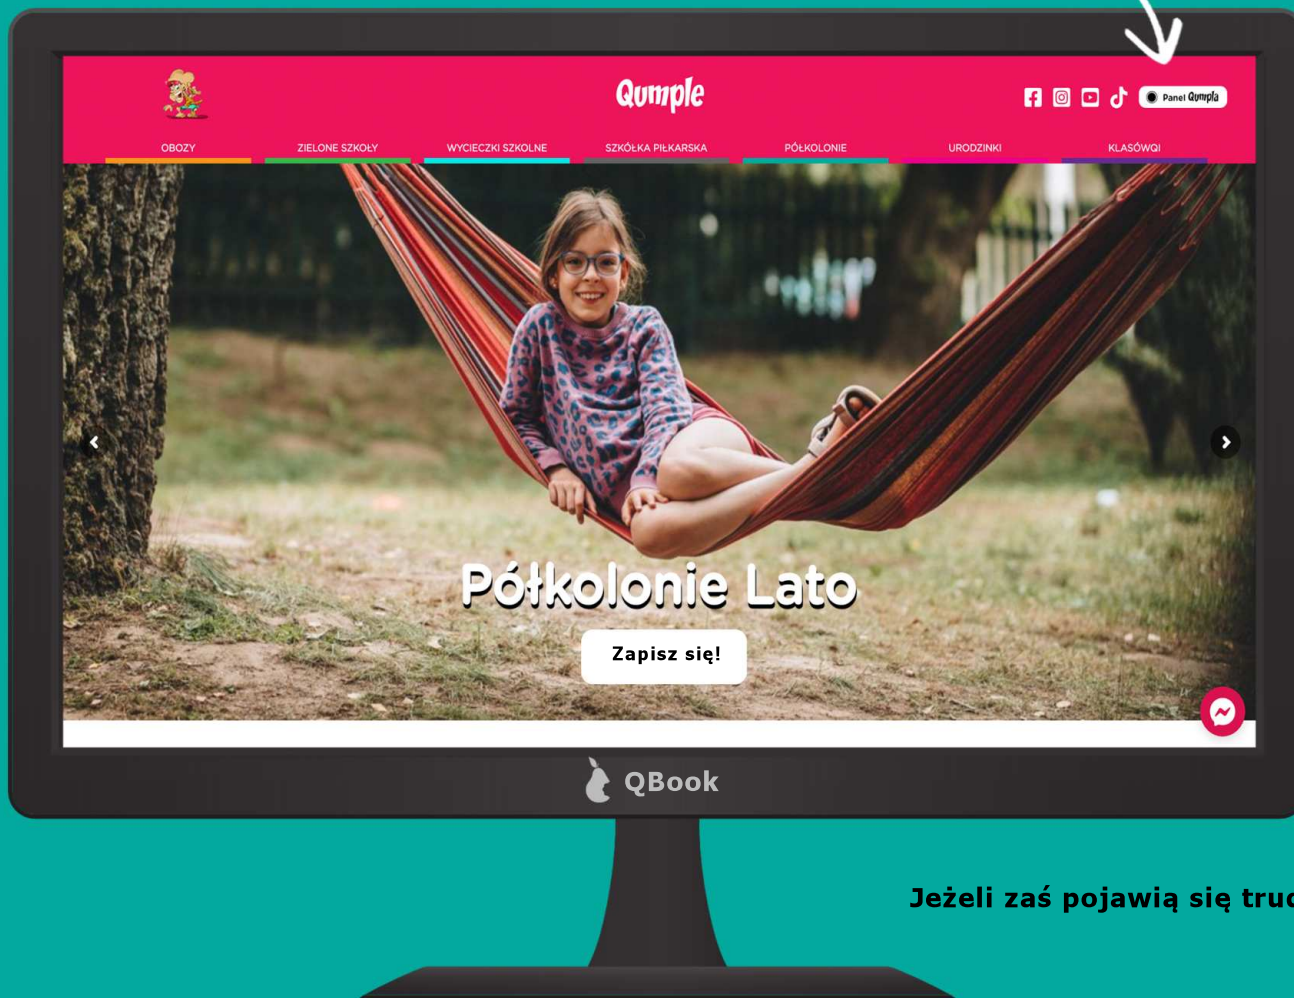 Qumple
Panel Qumpla
OBOZY
ZIELONE SZKOŁY
WYCIECZKI SZKOLNE
SZKÓŁKA PIŁKARSKA
PÓŁKOLONIE
URODZINKI
KLASÓWQI
Półkolonie Lato
Zapisz się!
QBook
Jeżeli zaś pojawią się